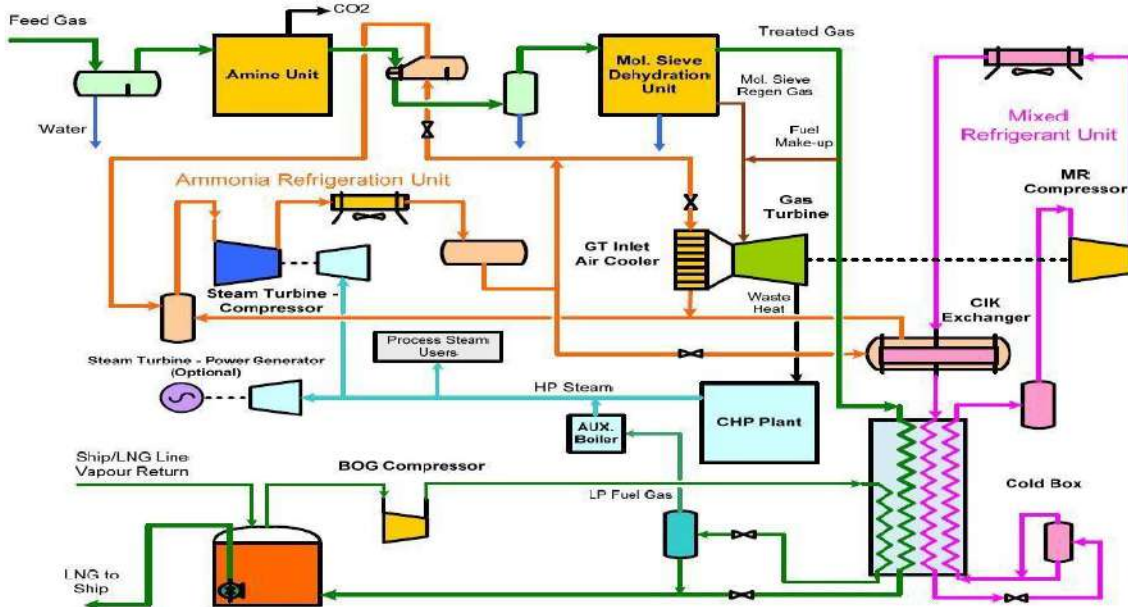 Feed Gas
CO2
Amine Unit
Mol. Sieve
Dehydration
Unit
Treated Gas
Mol. Sieve
Regen Gas
Water
Fuel
Make-up
Mixed
Refrigerant Unit
Ammonia Refrigeration Unit
MR
Compressor
Gas
Turbine
GT Inlet
Air Cooler
Steam Turbine -
Compressor
Waste
Heat
CIK
Exchanger
Process Steam
Users
Steam Turbine - Power Generator
(Optional)
HP Steam
AUX.
Boiler
CHP Plant
Ship/LNG Line
Vapour Return
BOG Compressor
LP Fuel Gas
Cold Box
LNG to
Ship